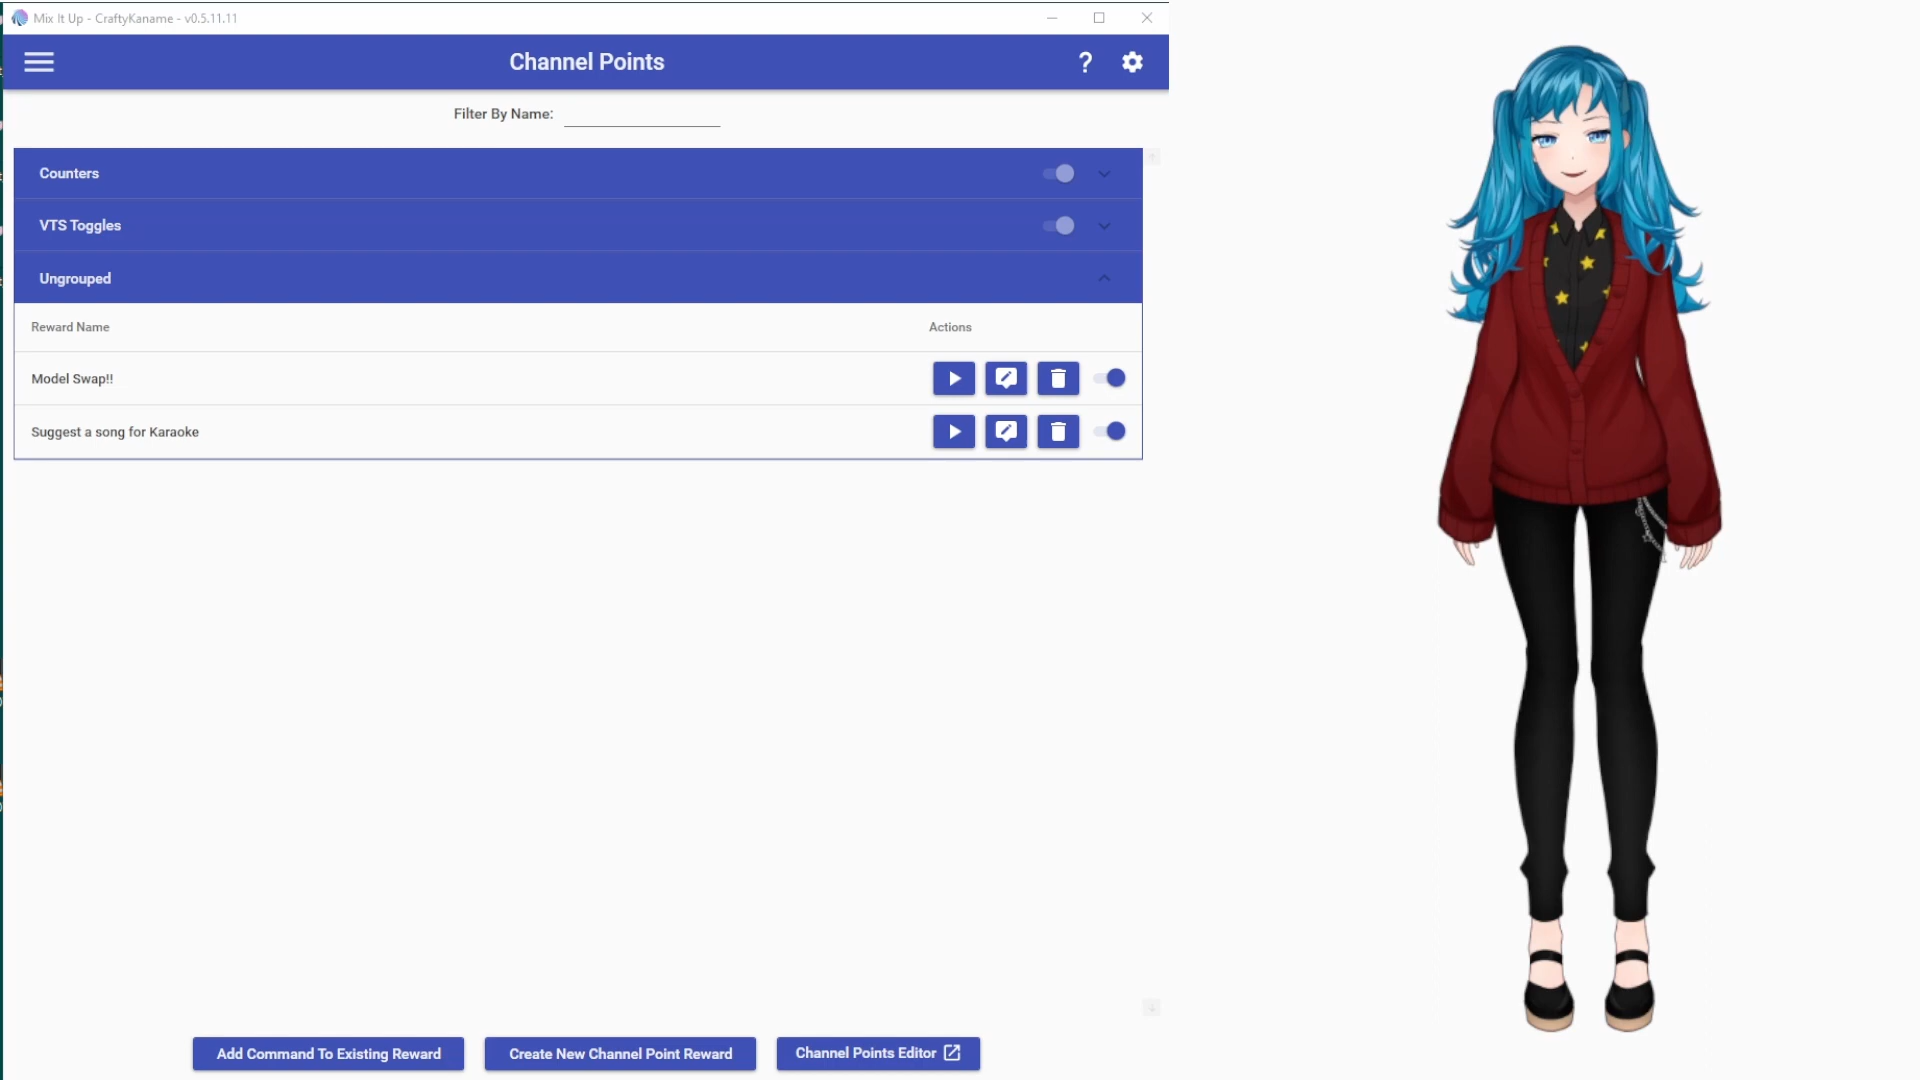 Mix It Up - CraftyKaname - v0.5.11.11
Channel Points
?
Filter By Name:
Counters
VTS Toggles
Ungrouped
Reward Name Actions
Model Swap!!
Suggest a song for Karaoke
Add Command To Existing Reward
Create New Channel Point Reward
Channel Points Editor